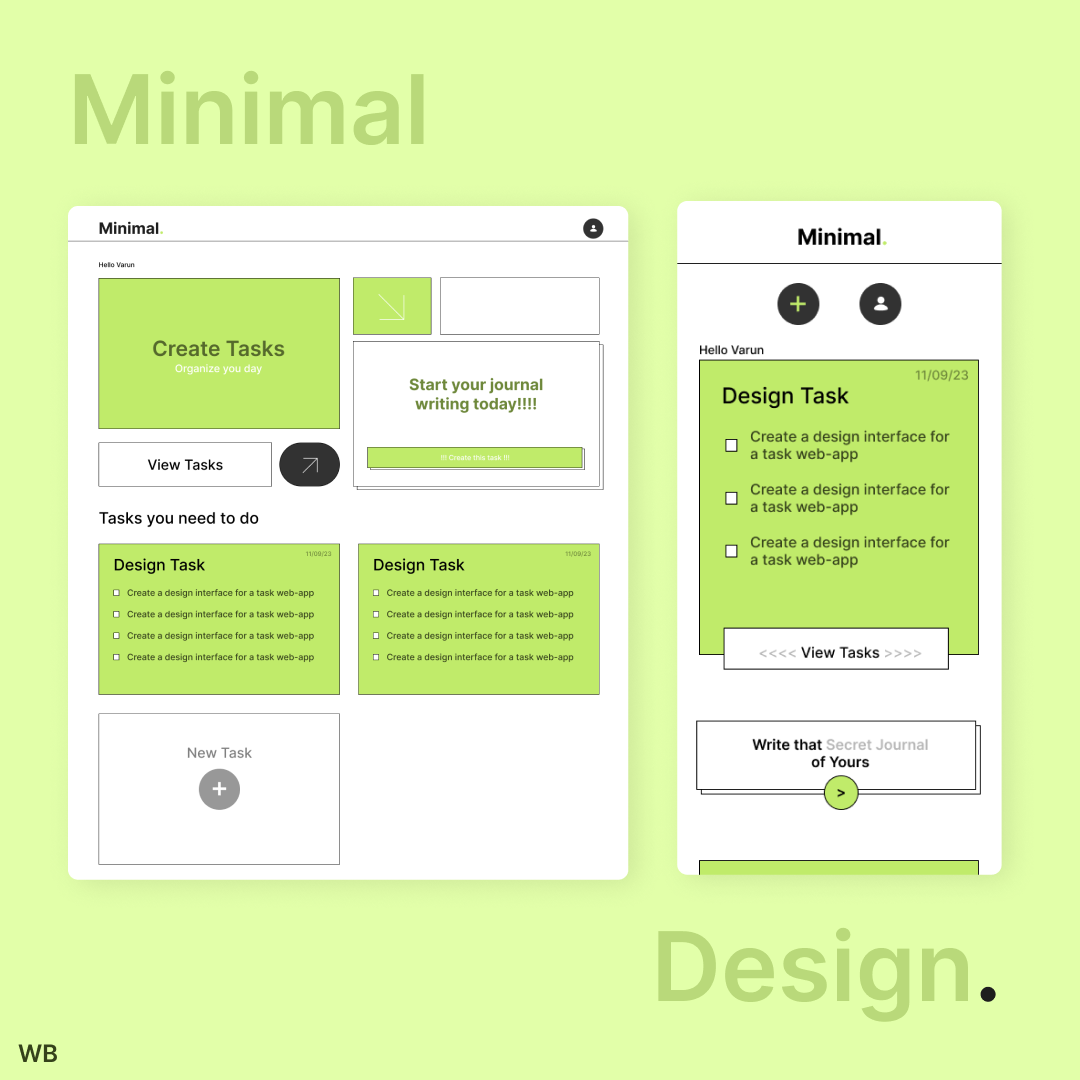 Minimal
Minimal.
Hello Varun
Create Tasks
Organize you day
View Tasks
Start your journal
writing today!!!!
!!! Create this task !!!
Tasks you need to do
11/09/23
Design Task
Create a design interface for a task web-app
Create a design interface for a task web-app
Create a design interface for a task web-app
Create a design interface for a task web-app
11/09/23
Design Task
Create a design interface for a task web-app
Create a design interface for a task web-app
Create a design interface for a task web-app
Create a design interface for a task web-app
New Task
+
Minimal.
+
Hello Varun
11/09/23
Design Task
Create a design interface for
a task web-app
Create a design interface for
a task web-app
Create a design interface for
a task web-app
<<<< View Tasks >>>>
Write that Secret Journal
of Yours
>
Design.
WB